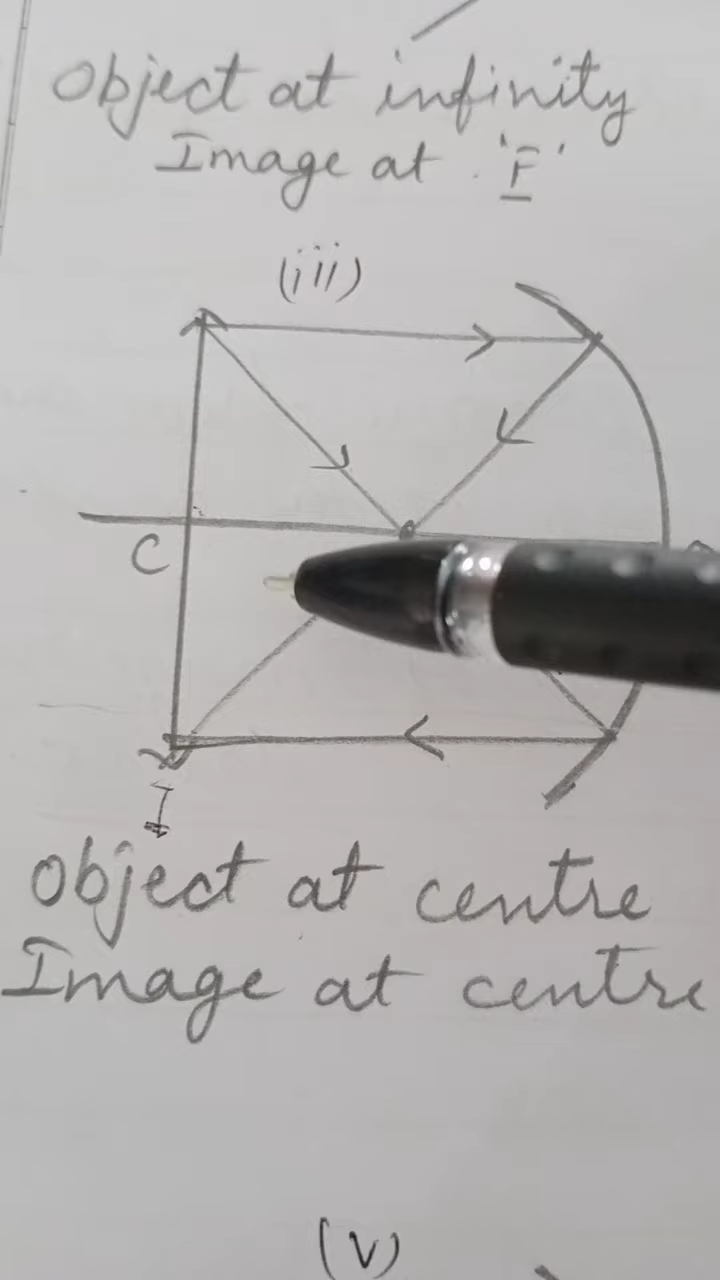 Object at infinity
Image at 'F'
(iii)
C
I
Object at centre
Image at centre
(v)